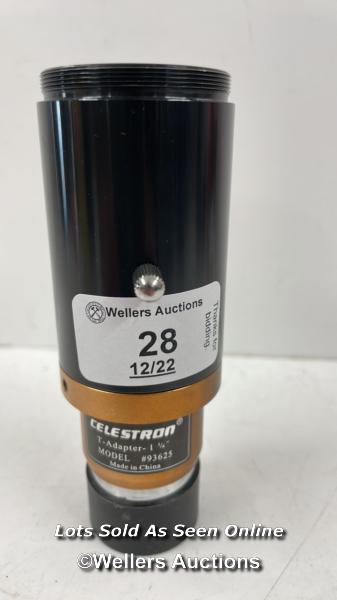 Wellers Auctions
28
12/22
Thanks for
bidding.
CELESTRON®
T-Adapter- 1 ¼"
MODEL #93625
Made in China
Lots Sold As Seen Online
©Wellers Auctions